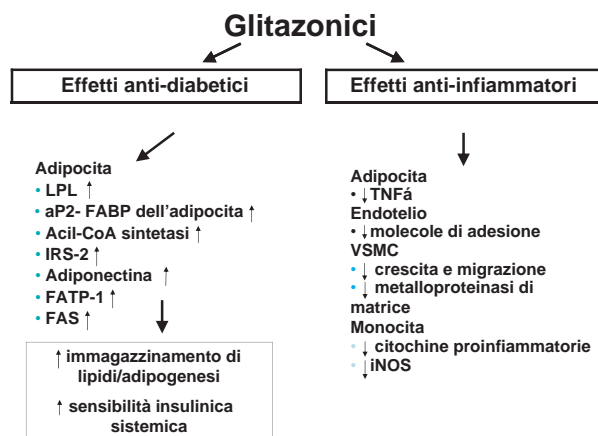 Glitazonici
Effetti anti-diabetici
Adipocita
• LPL ↑
• aP2- FABP dell'adipocita ↑
• Acil-CoA sintetasi ↑
• IRS-2 ↑
• Adiponectina ↑
• FATP-1 ↑
• FAS ↑
↑ immagazzinamento di
lipidi/adipogenesi
↑ sensibilità insulinica
sistemica
Effetti anti-infiammatori
Adipocita
• ↓TNFá
Endotelio
• ↓molecole di adesione
VSMC
• ↓ crescita e migrazione
• ↓ metalloproteinasi di
matrice
Monocita
• ↓ citochine proinfiammatorie
• ↓iNOS